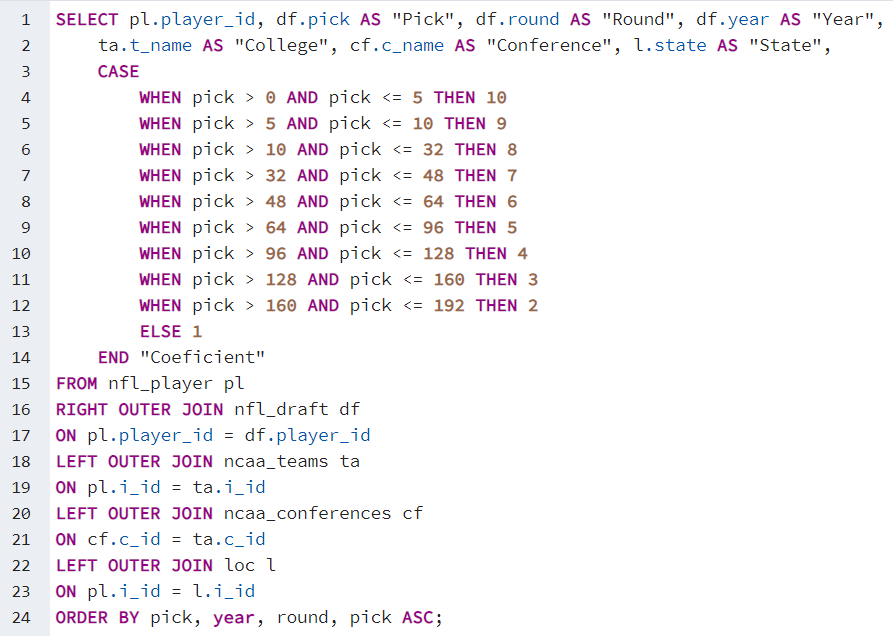 1 SELECT pl.player_id, df.pick AS "Pick", df.round AS "Round", df.year AS "Year",
2 ta.t_name AS "College", cf.c_name AS "Conference", l.state AS "State",
3 CASE
4 WHEN pick > 0 AND pick <= 5 THEN 10
5 WHEN pick > 5 AND pick <= 10 THEN 9
6 WHEN pick > 10 AND pick <= 32 THEN 8
7 WHEN pick > 32 AND pick <= 48 THEN 7
8 WHEN pick > 48 AND pick <= 64 THEN 6
9 WHEN pick > 64 AND pick <= 96 THEN 5
10 WHEN pick > 96 AND pick <= 128 THEN 4
11 WHEN pick > 128 AND pick <= 160 THEN 3
12 WHEN pick > 160 AND pick <= 192 THEN 2
13 ELSE 1
14 END "Coeficient"
15 FROM nfl_player pl
16 RIGHT OUTER JOIN nfl_draft df
17 ON pl.player_id = df.player_id
18 LEFT OUTER JOIN ncaa_teams ta
19 ON pl.i_id = ta.i_id
20 LEFT OUTER JOIN ncaa_conferences cf
21 ON cf.c_id = ta.c_id
22 LEFT OUTER JOIN loc l
23 ON pl.i_id = l.i_id
24 ORDER BY pick, year, round, pick ASC;